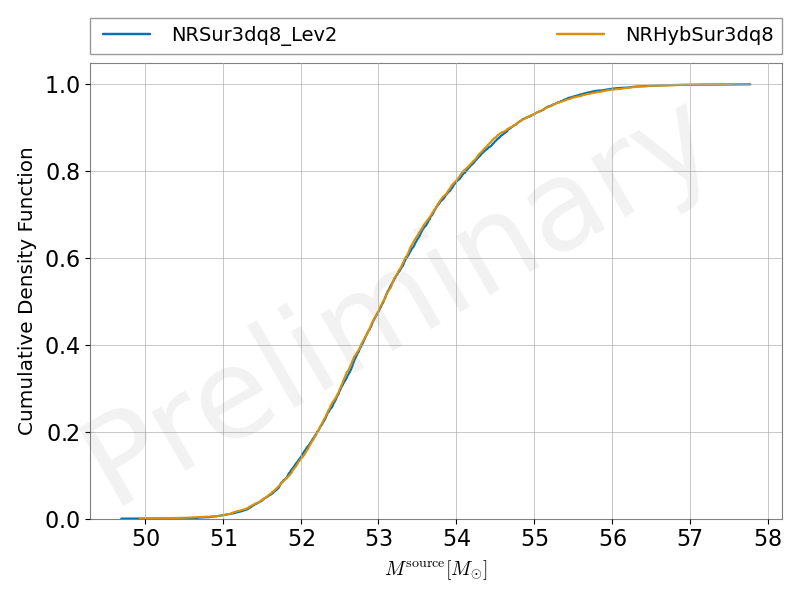 NRSur3dq8_Lev2 NRHybSur3dq8
1.0
0.8
0.6
0.4
0.2
0.0
Cumulative Density Function
Preliminary
50 51 52 53 54 55 56 57 58
M^source [M_⊙]